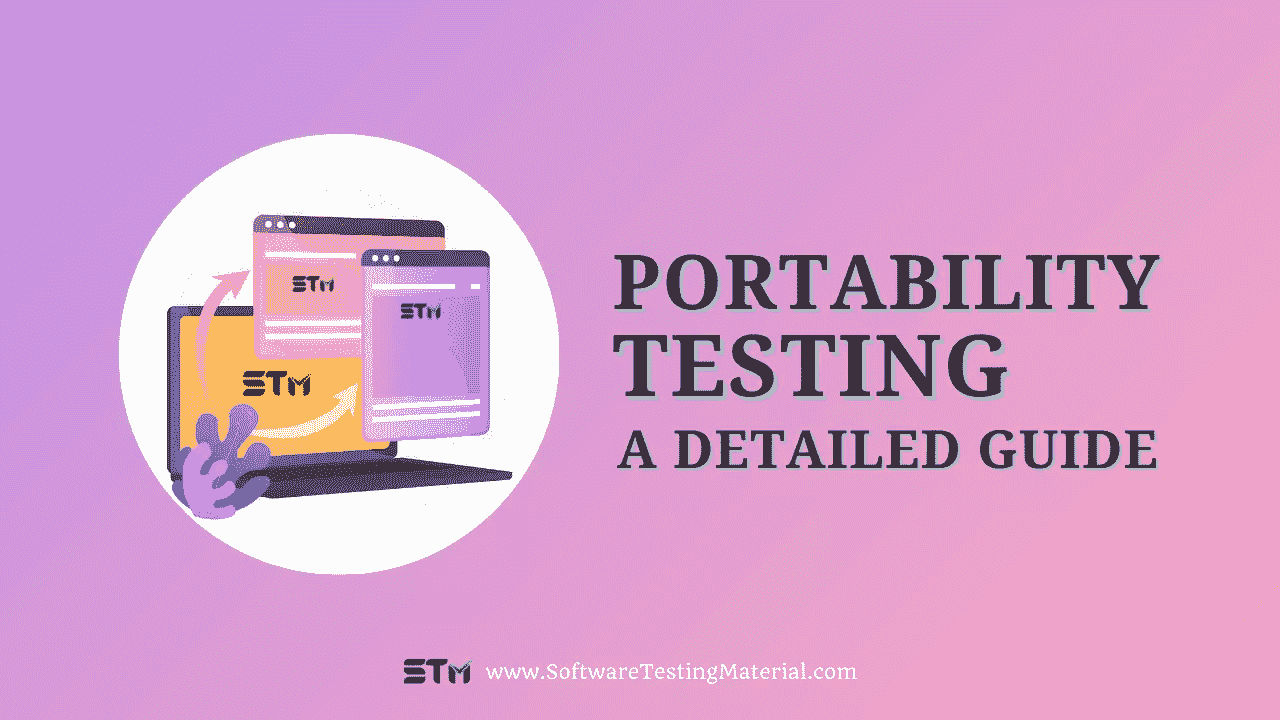 STM
STM
STM
PORTABILITY
TESTING
A DETAILED GUIDE
STM www.SoftwareTestingMaterial.com